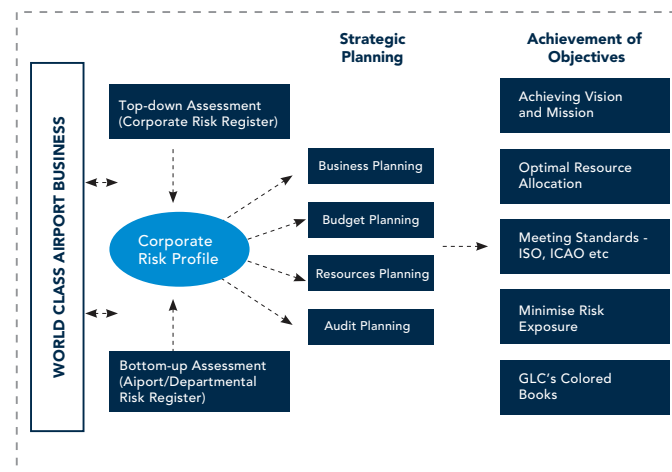 WORLD CLASS AIRPORT BUSINESS
Top-down Assessment
(Corporate Risk Register)
Corporate
Risk Profile
Bottom-up Assessment
(Aiport/Departmental
Risk Register)
Strategic
Planning
Business Planning
Budget Planning
Resources Planning
Audit Planning
Achievement of
Objectives
Achieving Vision
and Mission
Optimal Resource
Allocation
Meeting Standards -
ISO, ICAO etc
Minimise Risk
Exposure
GLC's Colored
Books